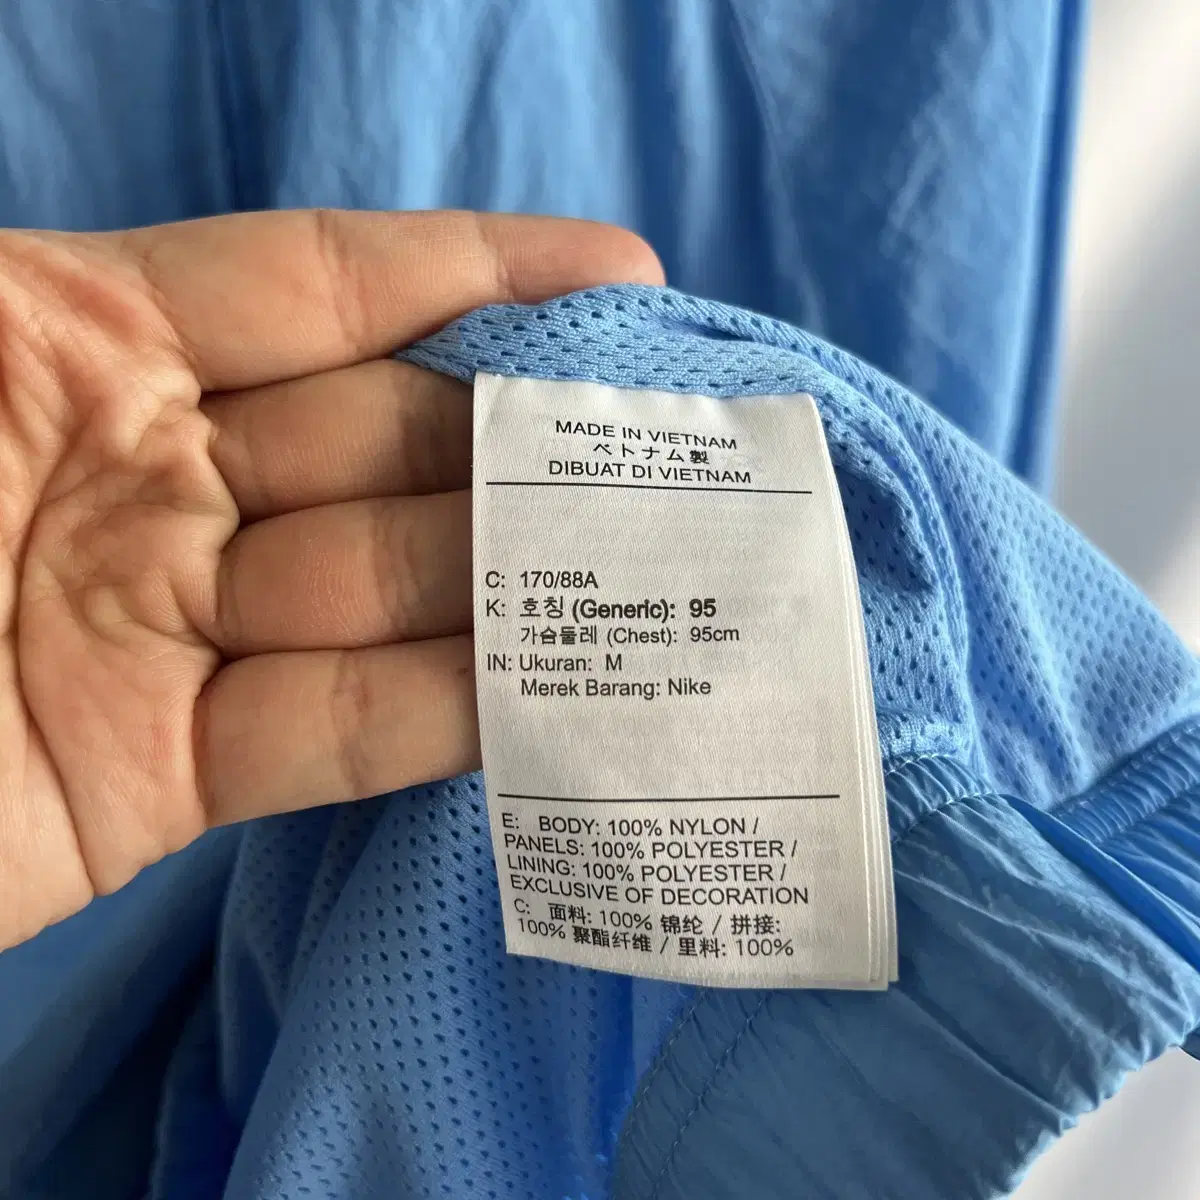 MADE IN VIETNAM
ベトナム製
DIBUAT DI VIETNAM
C: 170/88A
K: 호칭 (Generic): 95
가슴둘레 (Chest): 95cm
IN: Ukuran: M
Merek Barang: Nike
E: BODY: 100% NYLON /
PANELS: 100% POLYESTER /
LINING: 100% POLYESTER /
EXCLUSIVE OF DECORATION
C: 面料: 100% 锦纶 / 拼接:
100% 聚酯纤维 / 里料: 100%